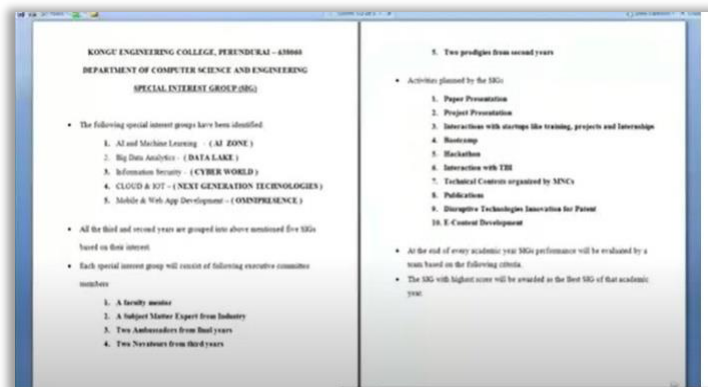 KONGU ENGINEERING COLLEGE, PERUNDURAI – 638060
DEPARTMENT OF COMPUTER SCIENCE AND ENGINEERING
SPECIAL INTEREST GROUP (SIG)
• The following special interest groups have been identified
1. AI and Machine Learning - ( AI ZONE )
2. Big Data Analytics - ( DATA LAKE )
3. Information Security - ( CYBER WORLD )
4. CLOUD & IOT – ( NEXT GENERATION TECHNOLOGIES )
5. Mobile & Web App Development – ( OMNIPRESENCE )
• All the third and second years are grouped into above mentioned five SIGs
based on their interest.
• Each special interest group will consist of following executive committee
members
1. A faculty mentor
2. A Subject Matter Expert from Industry
3. Two Ambassadors from final years
4. Two Novateurs from third years
5. Two prodigies from second years
• Activities planned by the SIGs
1. Paper Presentation
2. Project Presentation
3. Interactions with startups like training, projects and Internships
4. Bootcamp
5. Hackathon
6. Interaction with TBI
7. Technical Contests organized by MNCs
8. Publications
9. Disruptive Technologies Innovation for Patent
10. E-Content Development
• At the end of every academic year SIGs performance will be evaluated by a
team based on the following criteria.
• The SIG with highest score will be awarded as the Best SIG of that academic
year.